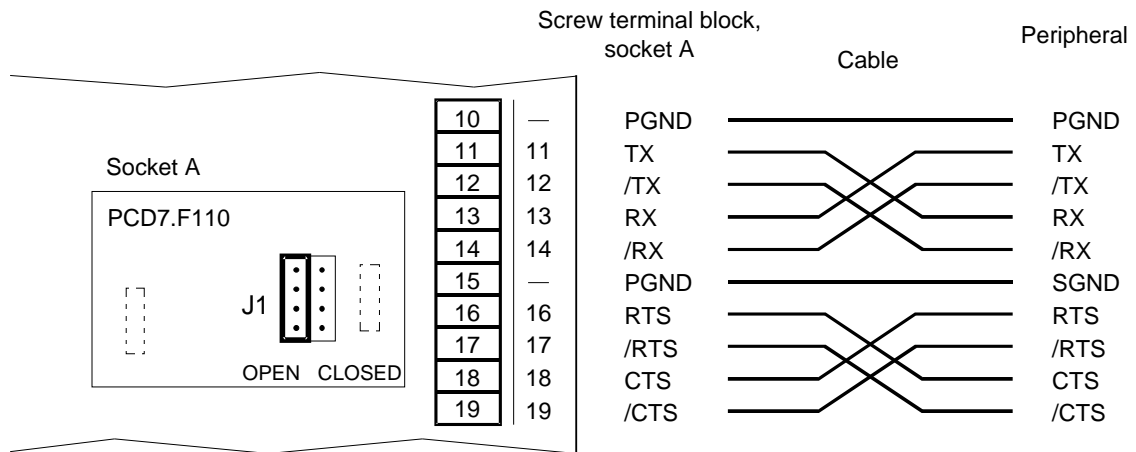 Screw terminal block,
socket A
Cable
Peripheral
Socket A
PCD7.F110
J1
OPEN CLOSED
10 —
11 11
12 12
13 13
14 14
15 —
16 16
17 17
18 18
19 19
PGND PGND
TX TX
/TX /TX
RX RX
/RX /RX
PGND SGND
RTS RTS
/RTS /RTS
CTS CTS
/CTS /CTS